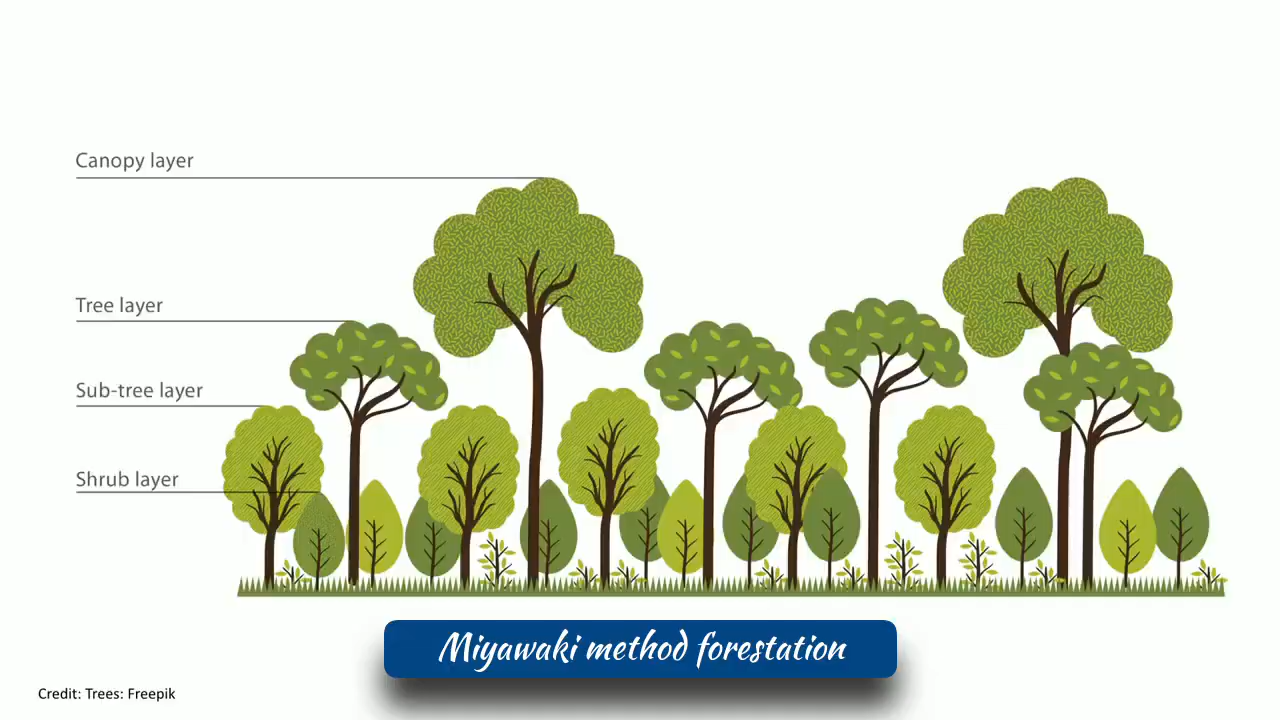 Canopy layer
Tree layer
Sub-tree layer
Shrub layer
Miyawaki method forestation
Credit: Trees: Freepik